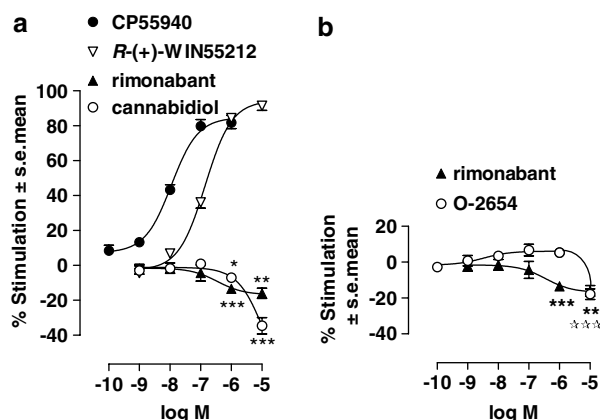 a
CP55940
R-(+)-WIN55212
rimonabant
cannabidiol
% Stimulation ± s.e.mean
100
80
60
40
20
0
-20
-40
*
**
***
***
-10 -9 -8 -7 -6 -5
log M
b
rimonabant
O-2654
% Stimulation
± s.e.mean
20
0
-20
-40
***
**
☆☆☆
-10 -9 -8 -7 -6 -5
log M